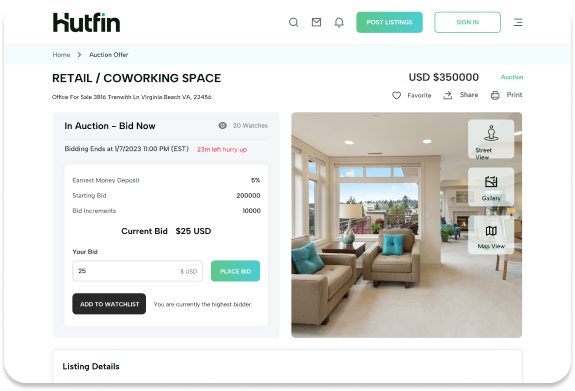 Hutfin
POST LISTINGS
SIGN IN
Home > Auction Offer
RETAIL / COWORKING SPACE
USD $350000
Auction
Office For Sale 3816 Trenwith Ln Virginia Beach VA, 23456
Favorite
Share
Print
In Auction - Bid Now
20 Watches
Bidding Ends at 1/7/2023 11:00 PM (EST)
23m left hurry up
Earnest Money Deposit
5%
Starting Bid
200000
Bid Increments
10000
Current Bid $25 USD
Your Bid
25
$ USD
PLACE BID
ADD TO WATCHLIST
You are currently the highest bidder.
Street
View
Gallery
Map View
Listing Details